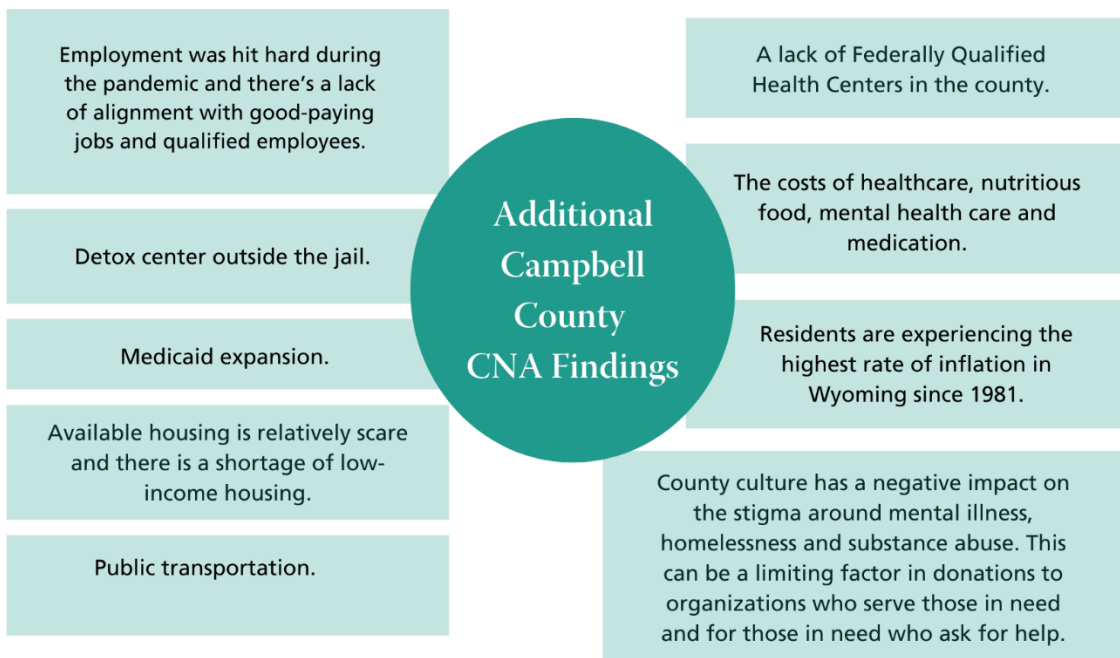 Employment was hit hard during
the pandemic and there's a lack
of alignment with good-paying
jobs and qualified employees.
Detox center outside the jail.
Medicaid expansion.
Available housing is relatively scare
and there is a shortage of low-
income housing.
Public transportation.
Additional
Campbell
County
CNA Findings
A lack of Federally Qualified
Health Centers in the county.
The costs of healthcare, nutritious
food, mental health care and
medication.
Residents are experiencing the
highest rate of inflation in
Wyoming since 1981.
County culture has a negative impact on
the stigma around mental illness,
homelessness and substance abuse. This
can be a limiting factor in donations to
organizations who serve those in need
and for those in need who ask for help.